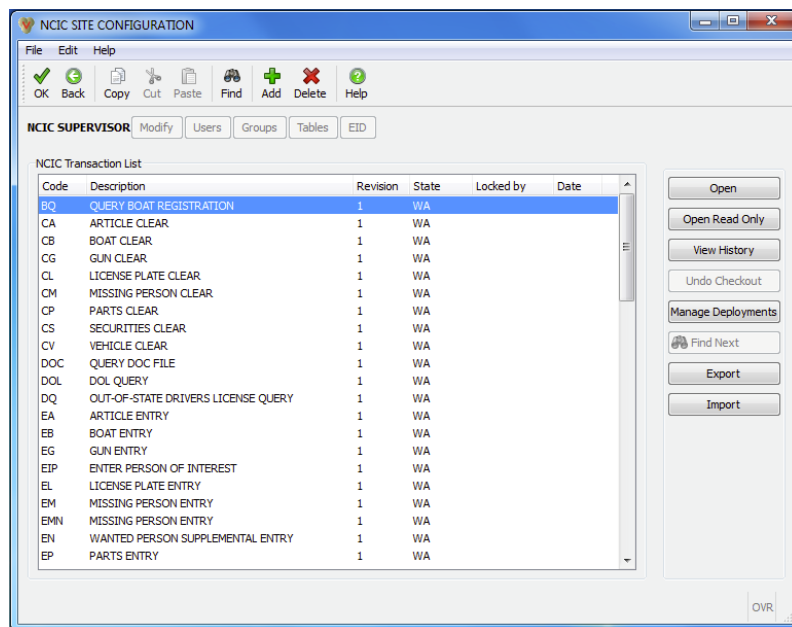 NCIC SITE CONFIGURATION
File Edit Help
OK Back Copy Cut Paste Find Add Delete Help
NCIC SUPERVISOR Modify Users Groups Tables EID
NCIC Transaction List
Code Description Revision State Locked by Date
BQ QUERY BOAT REGISTRATION 1 WA
CA ARTICLE CLEAR 1 WA
CB BOAT CLEAR 1 WA
CG GUN CLEAR 1 WA
CL LICENSE PLATE CLEAR 1 WA
CM MISSING PERSON CLEAR 1 WA
CP PARTS CLEAR 1 WA
CS SECURITIES CLEAR 1 WA
CV VEHICLE CLEAR 1 WA
DOC QUERY DOC FILE 1 WA
DOL DOL QUERY 1 WA
DQ OUT-OF-STATE DRIVERS LICENSE QUERY 1 WA
EA ARTICLE ENTRY 1 WA
EB BOAT ENTRY 1 WA
EG GUN ENTRY 1 WA
EIP ENTER PERSON OF INTEREST 1 WA
EL LICENSE PLATE ENTRY 1 WA
EM MISSING PERSON ENTRY 1 WA
EMN MISSING PERSON ENTRY 1 WA
EN WANTED PERSON SUPPLEMENTAL ENTRY 1 WA
EP PARTS ENTRY 1 WA
Open
Open Read Only
View History
Undo Checkout
Manage Deployments
Find Next
Export
Import
OVR